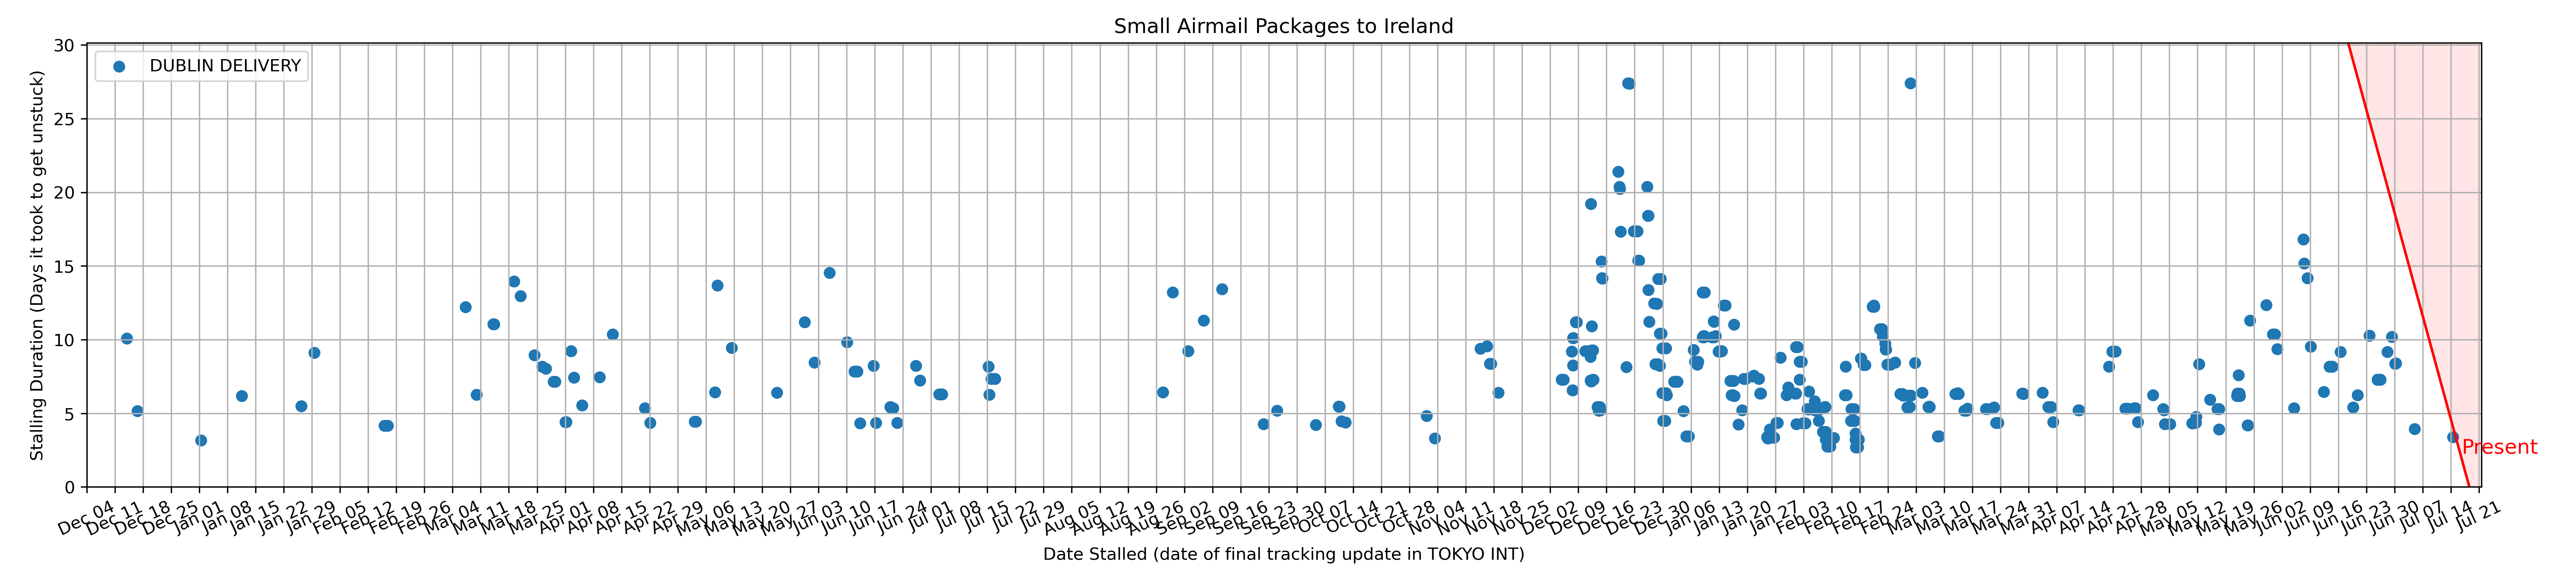 Small Airmail Packages to Ireland
DUBLIN DELIVERY
Stalling Duration (Days it took to get unstuck)
30
25
20
15
10
5
0
Present
Dec 04
Dec 11
Dec 18
Dec 25
Jan 01
Jan 08
Jan 15
Jan 22
Jan 29
Feb 05
Feb 12
Feb 19
Feb 26
Mar 04
Mar 11
Mar 18
Mar 25
Apr 01
Apr 08
Apr 15
Apr 22
Apr 29
May 06
May 13
May 20
May 27
Jun 03
Jun 10
Jun 17
Jun 24
Jul 01
Jul 08
Jul 15
Jul 22
Jul 29
Aug 05
Aug 12
Aug 19
Aug 26
Sep 02
Sep 09
Sep 16
Sep 23
Sep 30
Oct 07
Oct 14
Oct 21
Oct 28
Nov 04
Nov 11
Nov 18
Nov 25
Dec 02
Dec 09
Dec 16
Dec 23
Dec 30
Jan 06
Jan 13
Jan 20
Jan 27
Feb 03
Feb 10
Feb 17
Feb 24
Mar 03
Mar 10
Mar 17
Mar 24
Mar 31
Apr 07
Apr 14
Apr 21
Apr 28
May 05
May 12
May 19
May 26
Jun 02
Jun 09
Jun 16
Jun 23
Jun 30
Jul 07
Jul 14
Jul 21
Date Stalled (date of final tracking update in TOKYO INT)